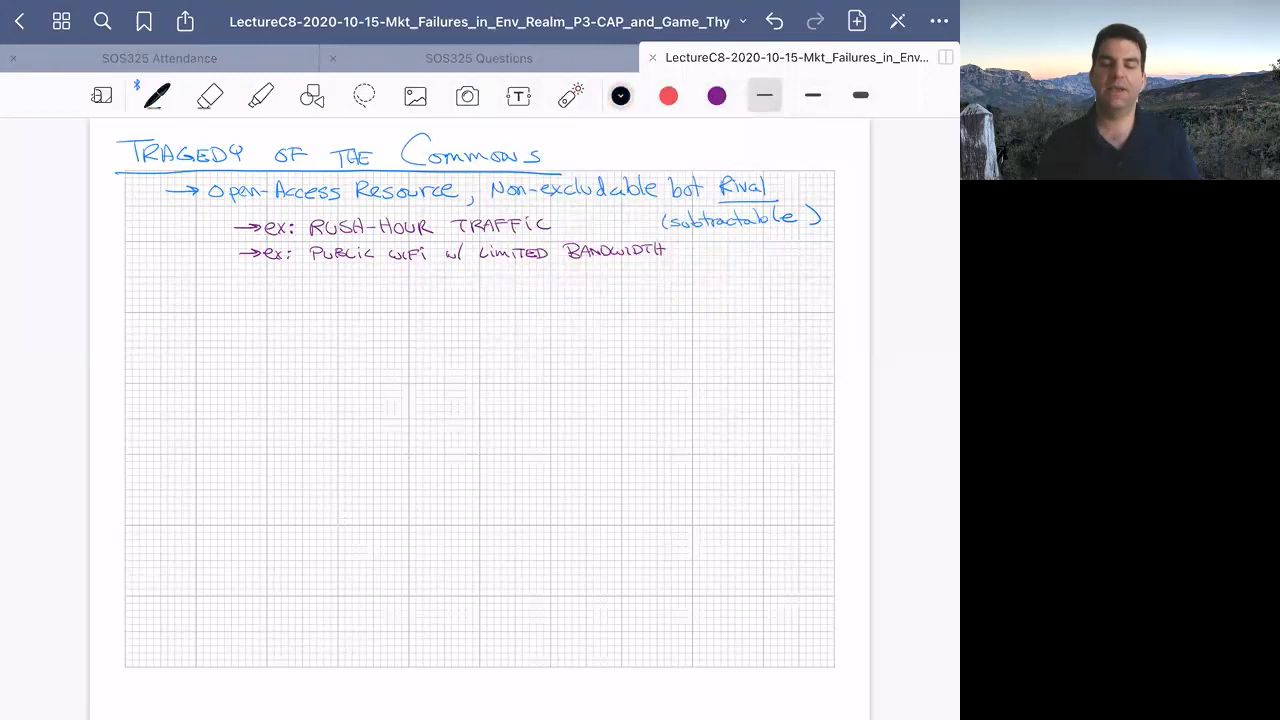 LectureC8-2020-10-15-Mkt_Failures_in_Env_Realm_P3-CAP_and_Game_Thy
SOS325 Attendance
SOS325 Questions
LectureC8-2020-10-15-Mkt_Failures_in_Env...
T
TRAGEDY OF THE COMMONS
→ Open-Access Resource, Non-excludable bot Rival
(subtractable)
→ ex: RUSH-HOUR TRAFFIC
→ ex: PUBLIC WIFI w/ LIMITED BANDWIDTH